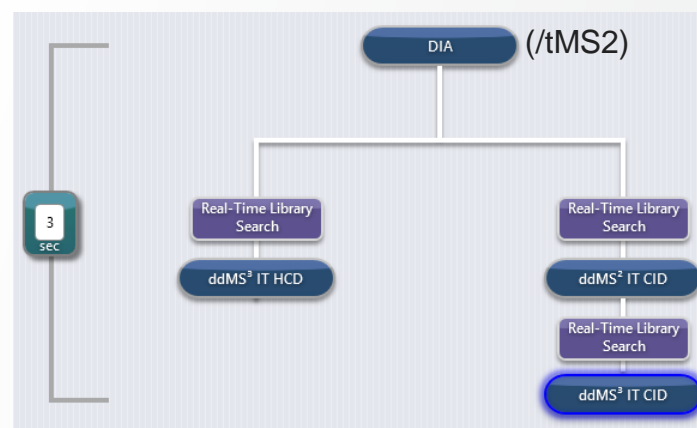 DIA (/tMS2)
Real-Time Library
Search
Real-Time Library
Search
3
sec
ddMS³ IT HCD
ddMS² IT CID
Real-Time Library
Search
ddMS³ IT CID